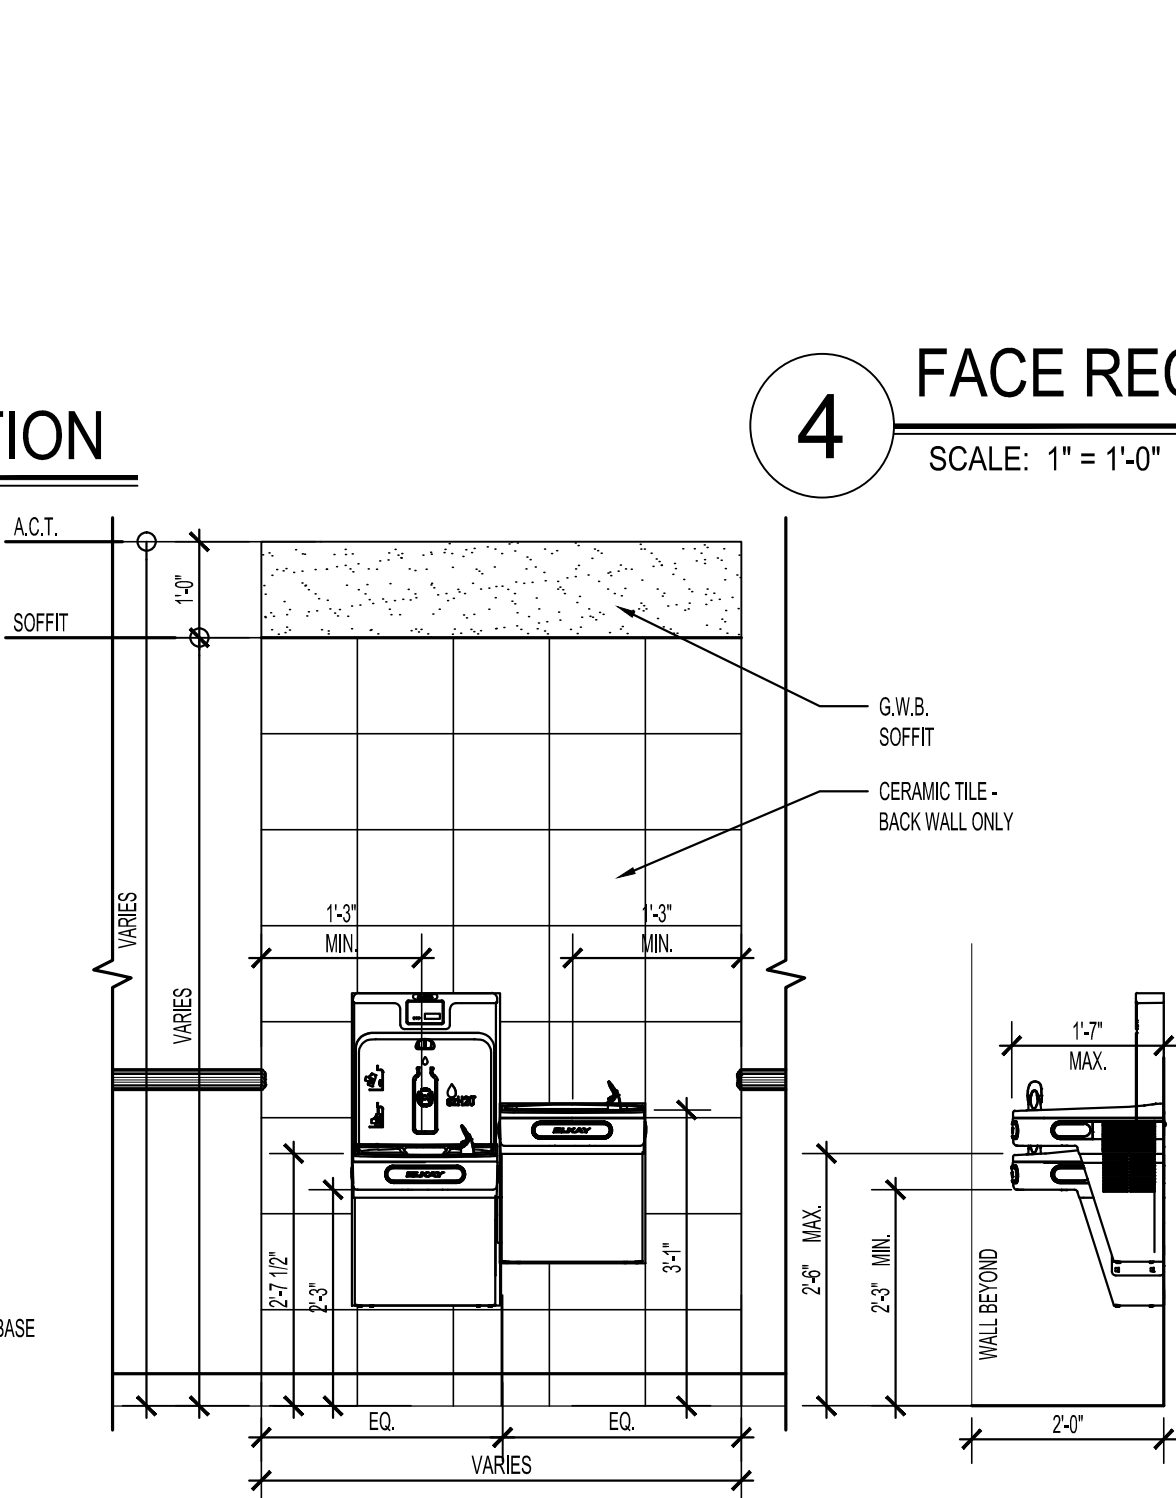 FACE REC
4
SCALE: 1" = 1'-0"
TION
A.C.T.
1'-0"
SOFFIT
G.W.B.
SOFFIT
CERAMIC TILE -
BACK WALL ONLY
VARIES
1'-3"
MIN.
1'-3"
MIN.
VARIES
1'-7"
MAX.
ELKAY
ELKAY
2'-7 1/2"
2'-3"
3'-1"
2'-6" MAX.
2'-3" MIN.
WALL BEYOND
BASE
EQ.
EQ.
2'-0"
VARIES